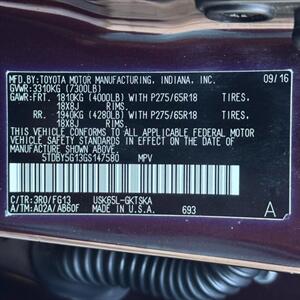 MFD.BY:TOYOTA MOTOR MANUFACTURING, INDIANA, INC. 09/16
GVWR:3310KG (7300LB)
GAWR:FRT. 1810KG (4000LB) WITH P275/65R18 TIRES,
18X8J RIMS,
RR. 1940KG (4280LB) WITH P275/65R18 TIRES,
18X8J RIMS.
THIS VEHICLE CONFORMS TO ALL APPLICABLE FEDERAL MOTOR
VEHICLE SAFETY STANDARDS IN EFFECT ON THE DATE OF
MANUFACTURE SHOWN ABOVE.
5TDBY5G13GS147580 MPV
C/TR: 3R0/FG13 USK65L-GKTSKA
A/TM: A02A/AB60F MADE IN U.S.A. 693 A